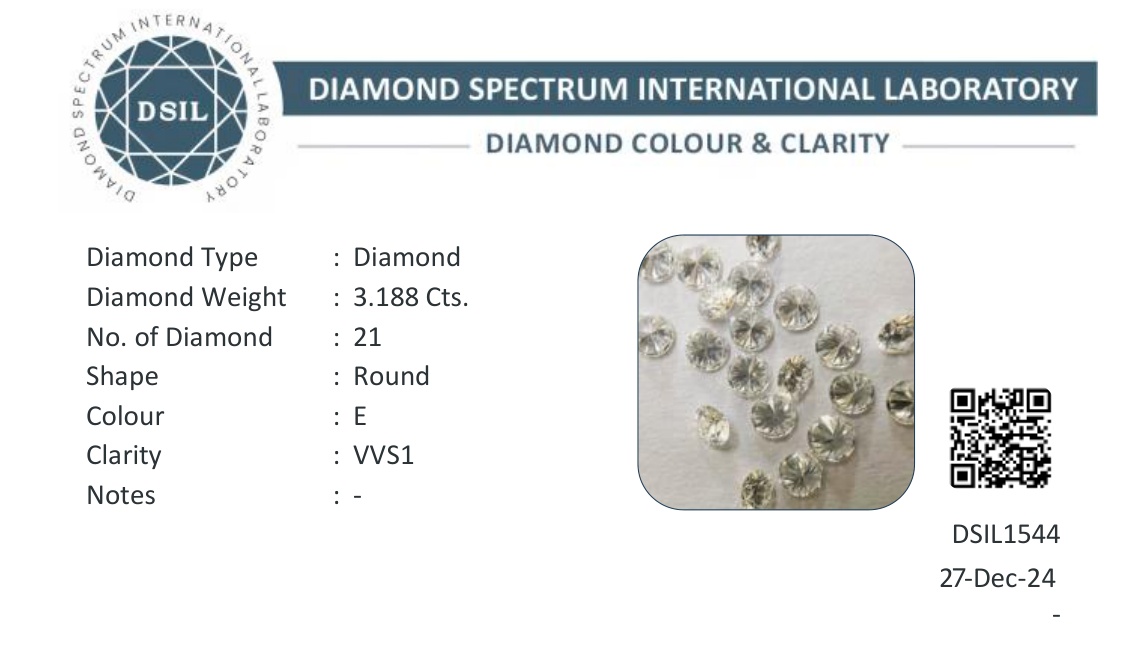 DIAMOND SPECTRUM INTERNATIONAL LABORATORY
DSIL
DIAMOND SPECTRUM INTERNATIONAL LABORATORY
DIAMOND COLOUR & CLARITY
Diamond Type : Diamond
Diamond Weight : 3.188 Cts.
No. of Diamond : 21
Shape : Round
Colour : E
Clarity : VVS1
Notes : -
DSIL1544
27-Dec-24
-